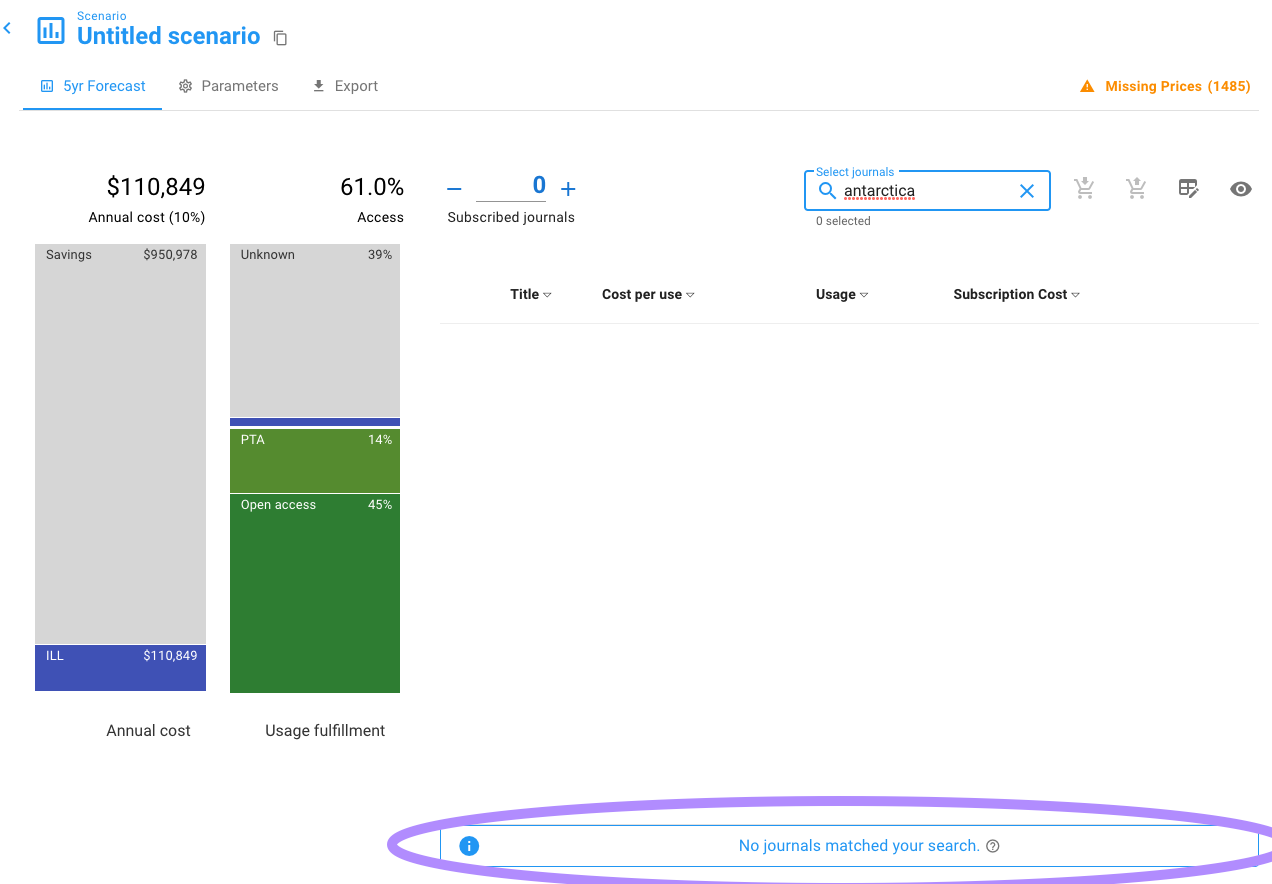 Scenario
Untitled scenario
5yr Forecast Parameters Export Missing Prices (1485)
$110,849 61.0% 0
Annual cost (10%) Access Subscribed journals
Select journals
antarctica
0 selected
Savings $950,978 Unknown 39%
Title Cost per use Usage Subscription Cost
PTA 14%
Open access 45%
ILL $110,849
Annual cost Usage fulfillment
No journals matched your search.